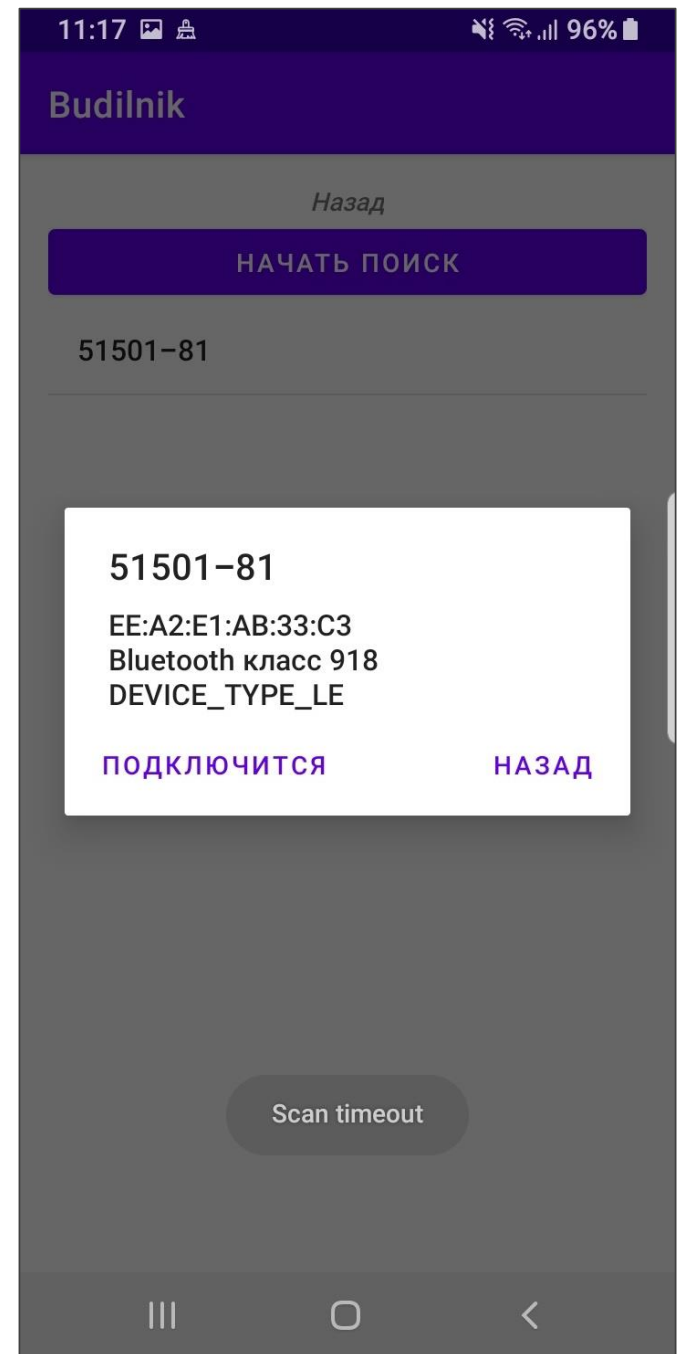 11:17 96%
Budilnik
Назад
НАЧАТЬ ПОИСК
51501–81
51501–81
EE:A2:E1:AB:33:C3
Bluetooth класс 918
DEVICE_TYPE_LE
ПОДКЛЮЧИТСЯ НАЗАД
Scan timeout